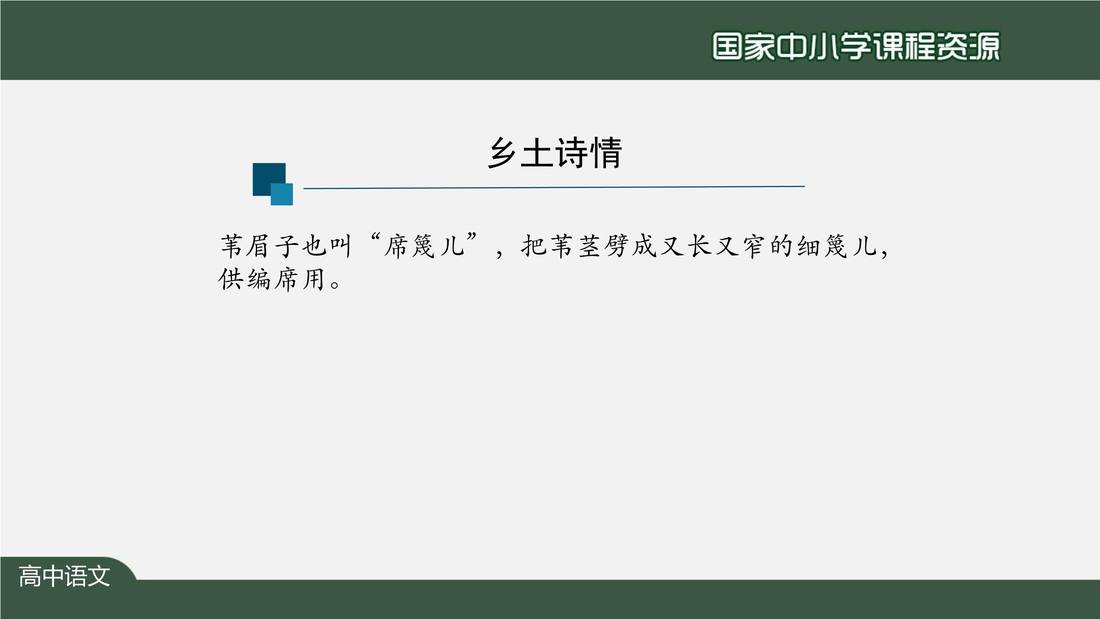 国家中小学课程资源
乡土诗情
苇眉子也叫“席篾儿”，把苇茎劈成又长又窄的细篾儿，
供编席用。
高中语文